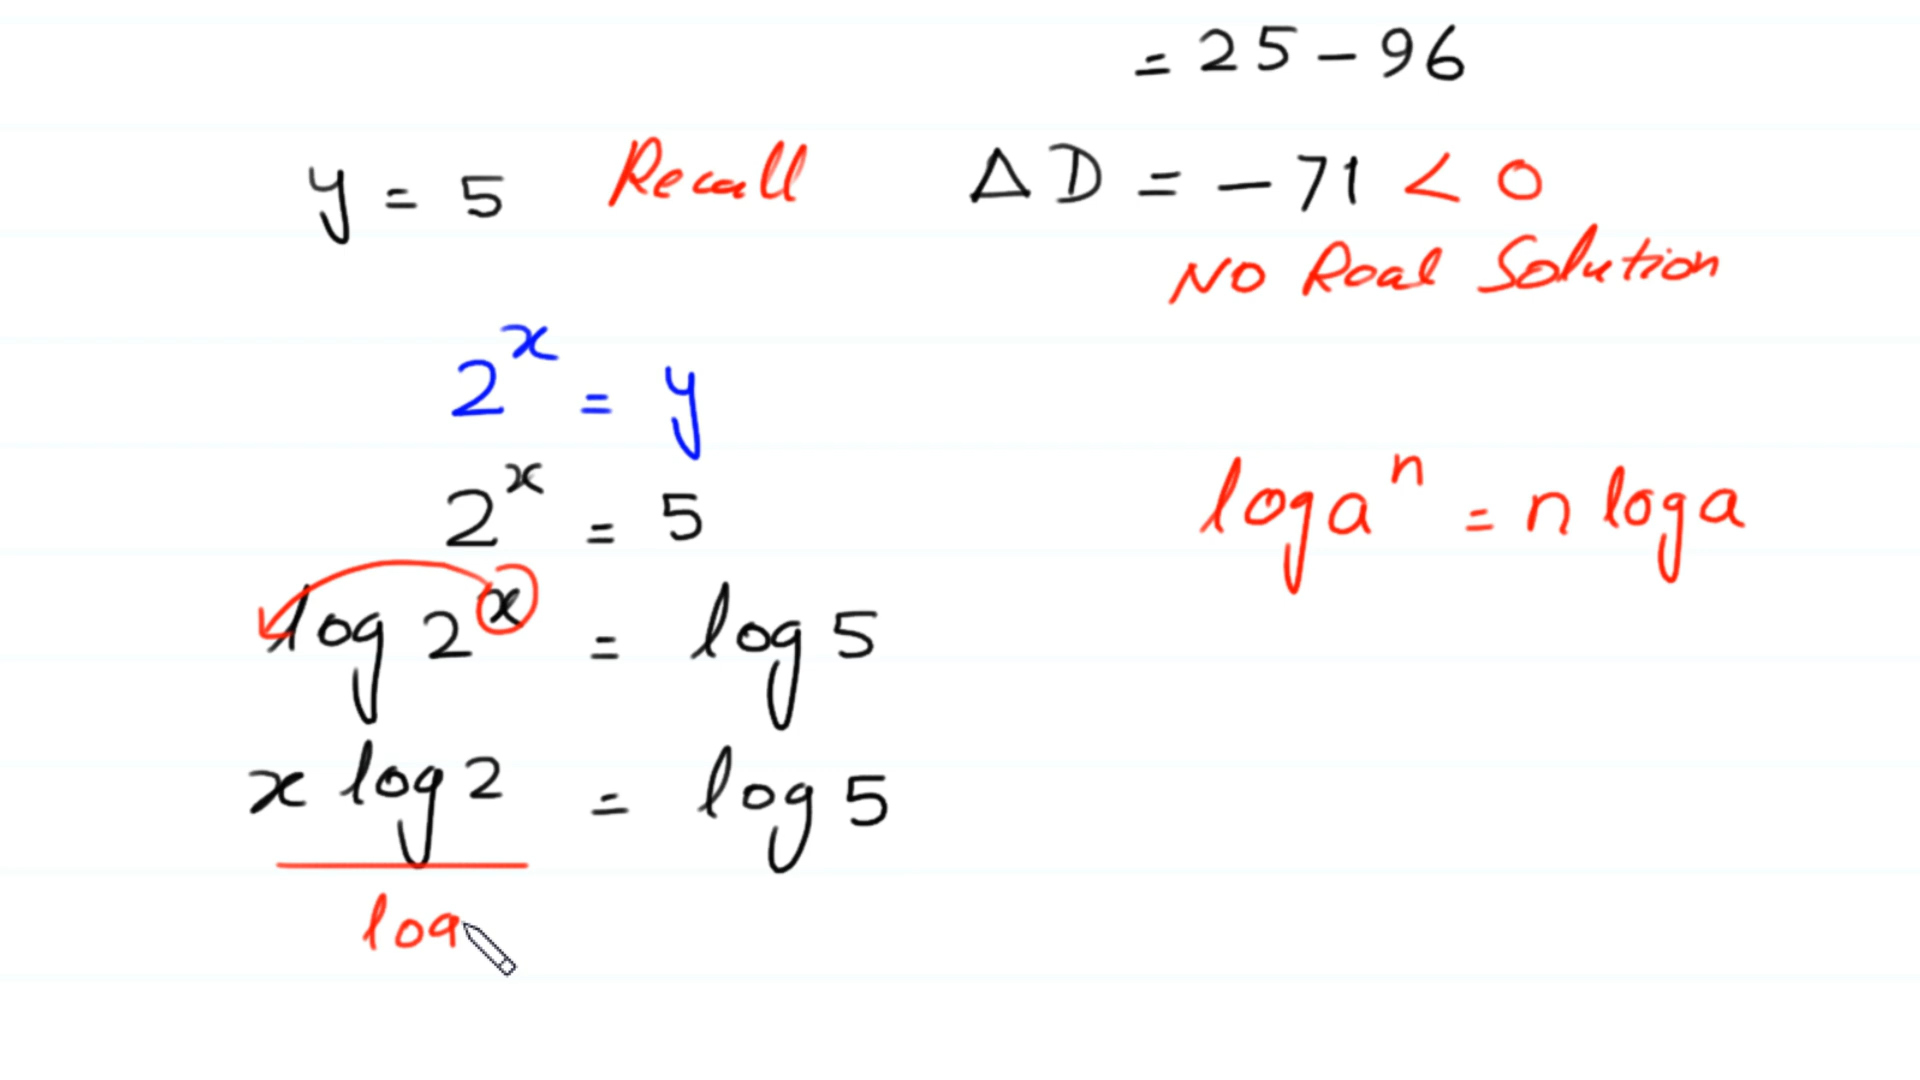 = 25 - 96
y = 5 Recall ΔD = - 71 < 0
No Real Solution
2^x = y
2^x = 5
log a^n = n log a
log 2^x = log 5
x log 2 = log 5
log